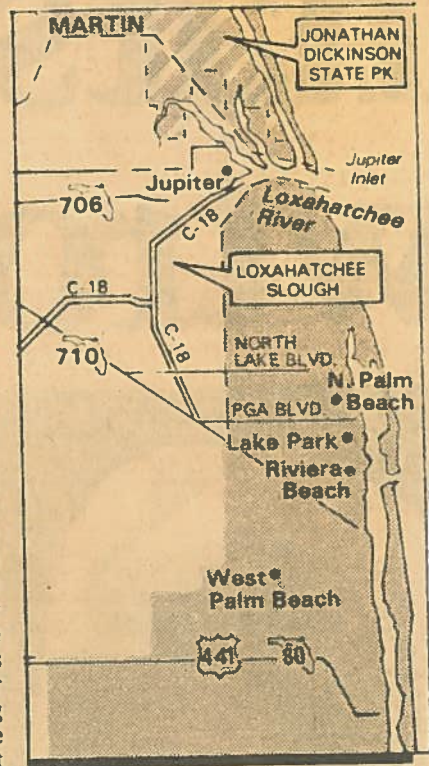 MARTIN
JONATHAN
DICKINSON
STATE PK.
Jupiter
Inlet
Jupiter
706
Loxahatchee
River
C-18
LOXAHATCHEE
SLOUGH
C-18
C-18
710
NORTH
LAKE BLVD.
N. Palm
Beach
PGA BLVD.
Lake Park
Riviera
Beach
West
Palm Beach
441
80